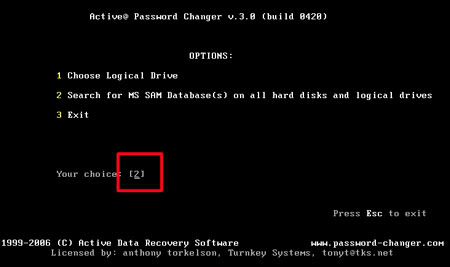 Active@ Password Changer v.3.0 (build 0420)
OPTIONS:
1 Choose Logical Drive
2 Search for MS SAM Database(s) on all hard disks and logical drives
3 Exit
Your choice: [2]
Press Esc to exit
1999-2006 (C) Active Data Recovery Software www.password-changer.com
Licensed by: anthony torkelson, Turnkey Systems, tonyt@tks.net